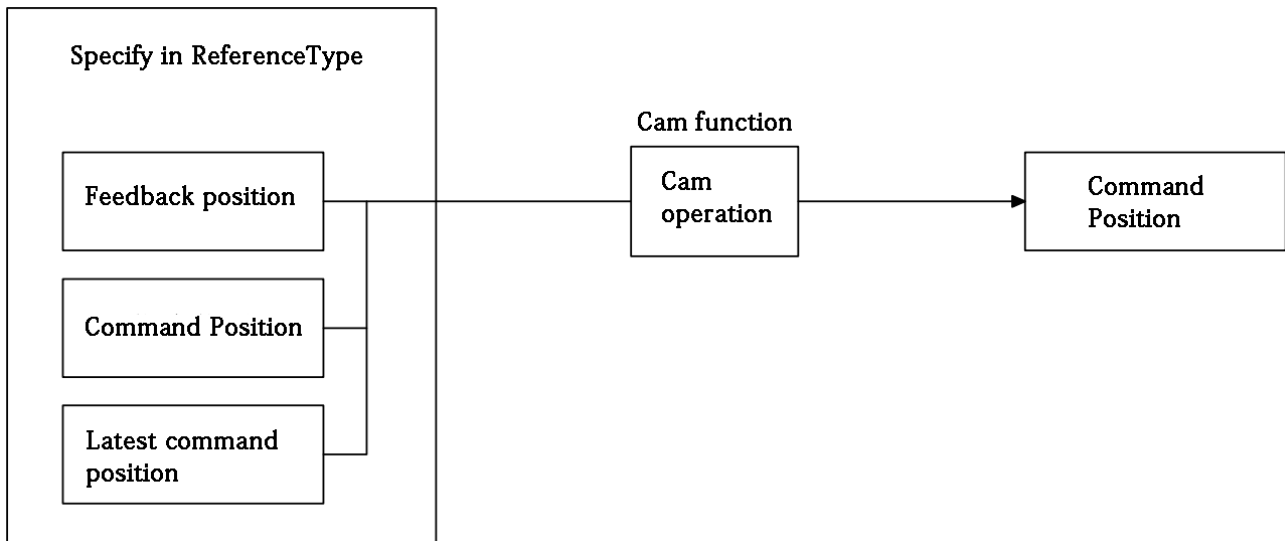 Specify in ReferenceType
Feedback position
Command Position
Latest command
position
Cam function
Cam
operation
Command
Position